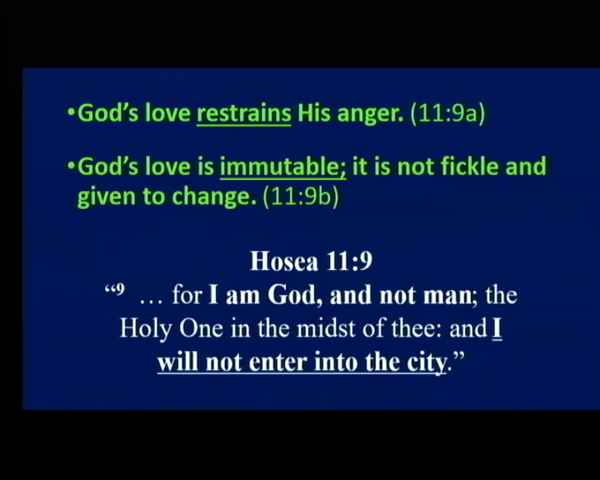 •God's love restrains His anger. (11:9a)
•God's love is immutable; it is not fickle and
given to change. (11:9b)
Hosea 11:9
“9 … for I am God, and not man; the
Holy One in the midst of thee: and I
will not enter into the city.”